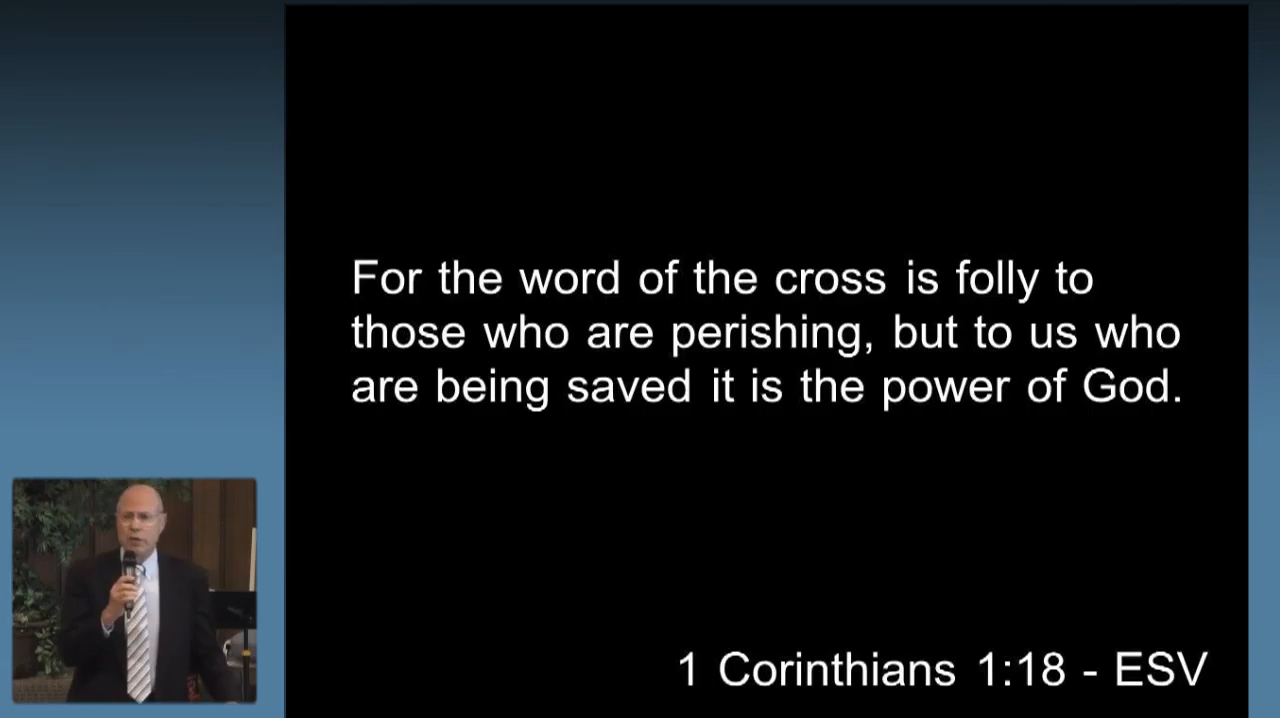 For the word of the cross is folly to
those who are perishing, but to us who
are being saved it is the power of God.
1 Corinthians 1:18 - ESV